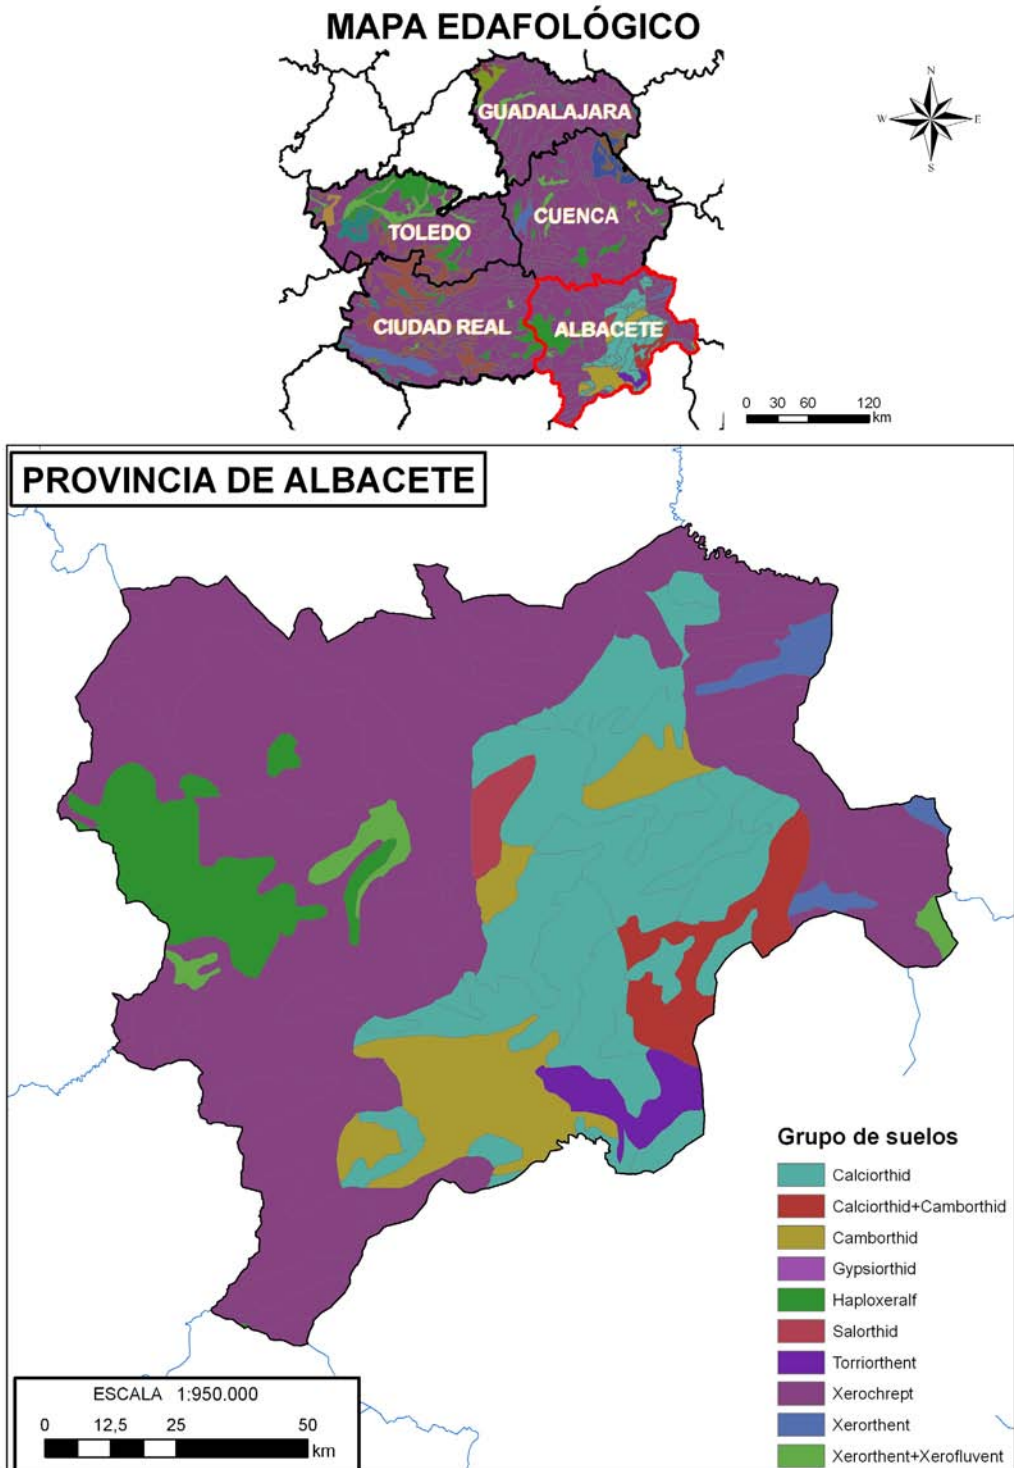 MAPA EDAFOLÓGICO
GUADALAJARA
N
W E
S
CUENCA
TOLEDO
CIUDAD REAL
ALBACETE
0 30 60 120
km
PROVINCIA DE ALBACETE
Grupo de suelos
Calciorthid
Calciorthid+Camborthid
Camborthid
Gypsiorthid
Haploxeralf
Salorthid
Torriorthent
Xerochrept
Xerorthent
Xerorthent+Xerofluvent
ESCALA 1:950.000
0 12,5 25 50
km